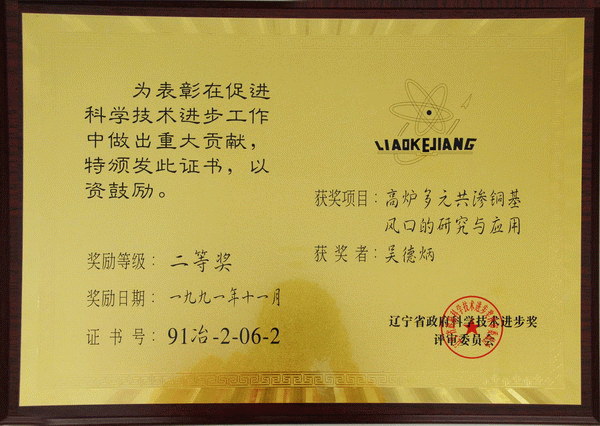 为表彰在促进
科学技术进步工作
中做出重大贡献，
特颁发此证书，以
资鼓励。
奖励等级：二等奖
奖励日期：一九九一年十一月
证书号：91冶-2-06-2
LIAOKEJIANG
获奖项目：高炉多元共渗铜基
风口的研究与应用
获奖者：吴德炳
辽宁省政府科学技术进步奖
评审委员会